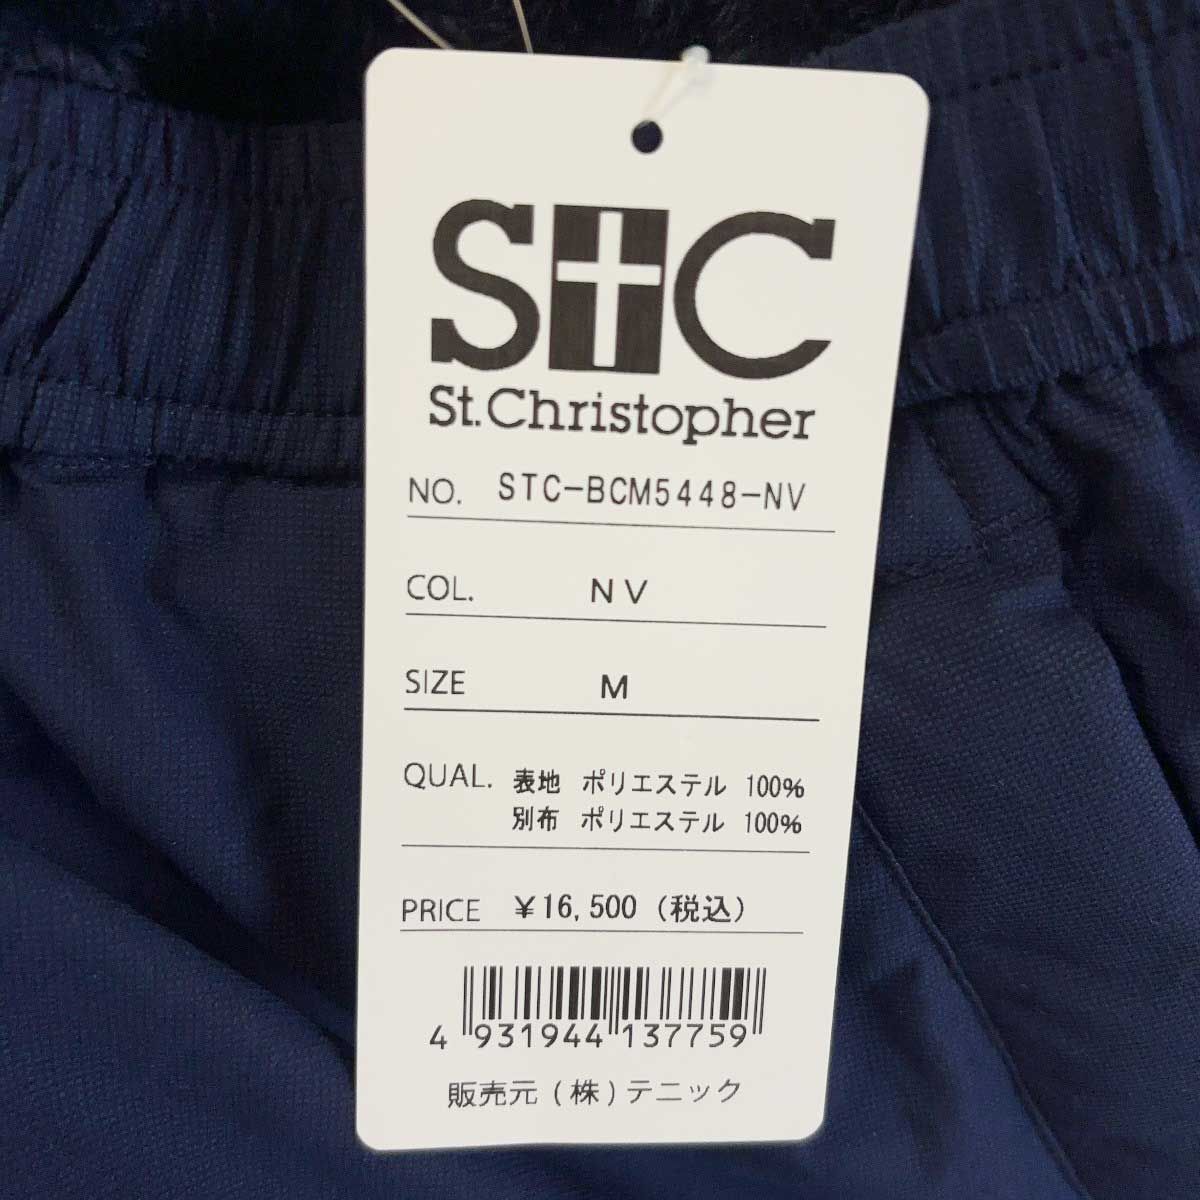 STC
St.Christopher
NO. STC-BCM5448-NV
COL. NV
SIZE M
QUAL. 表地 ポリエステル 100%
別布 ポリエステル 100%
PRICE ¥16,500 (税込)
4 931944 137759
販売元 (株)テニック